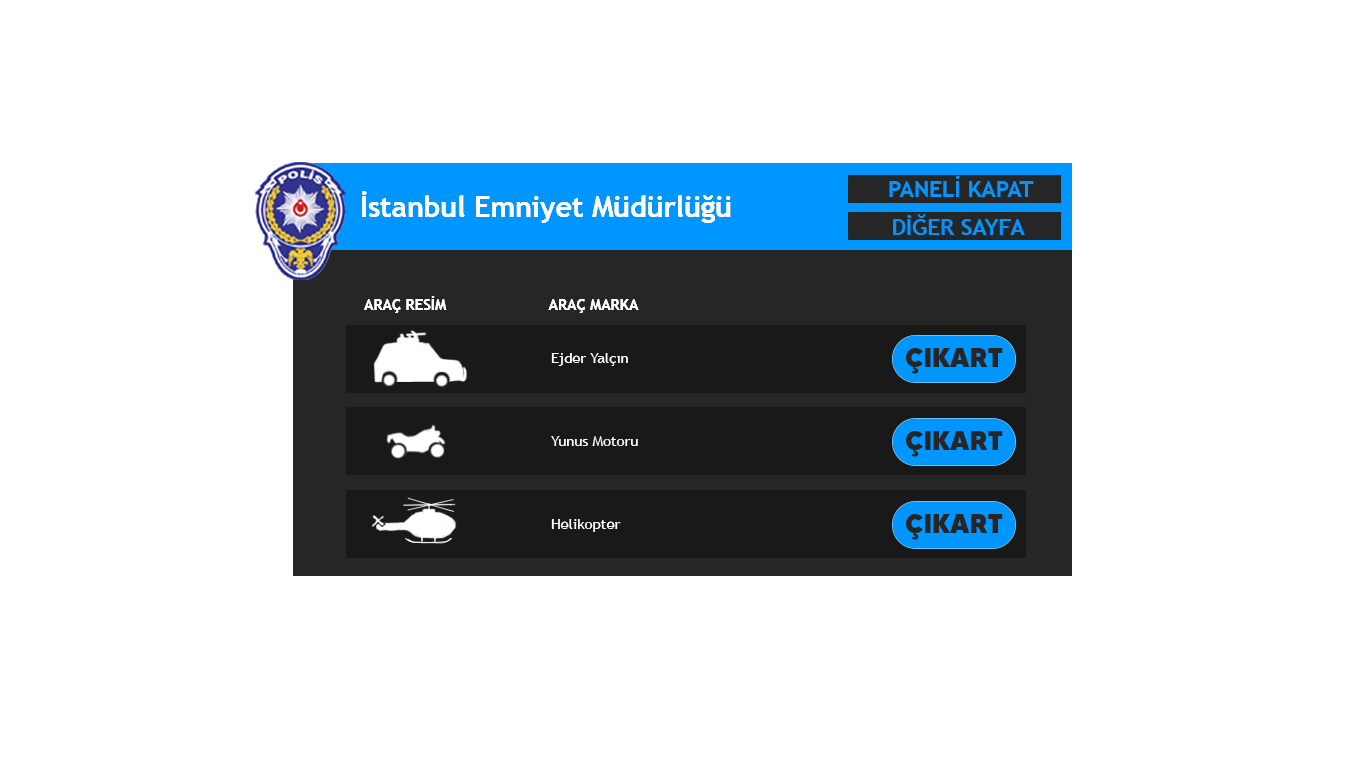 POLİS
İstanbul Emniyet Müdürlüğü
PANELİ KAPAT
DİĞER SAYFA
ARAÇ RESİM ARAÇ MARKA
Ejder Yalçın ÇIKART
Yunus Motoru ÇIKART
Helikopter ÇIKART